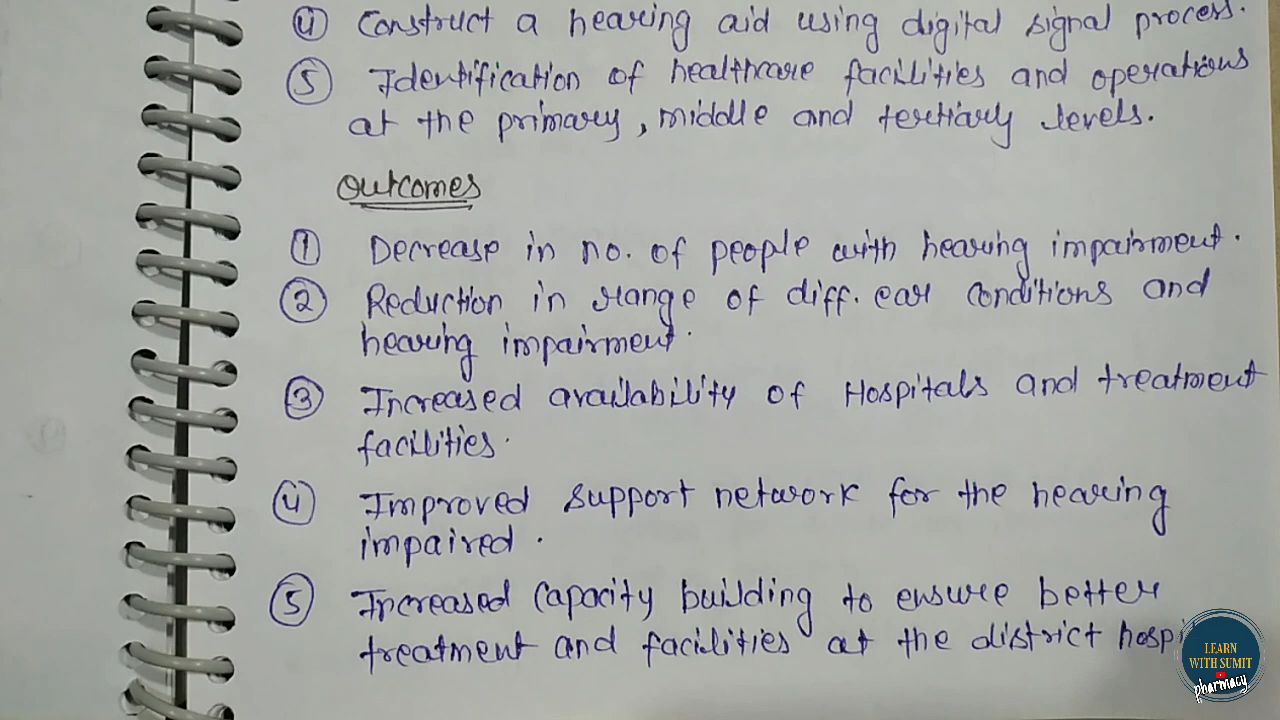 ④ Construct a hearing aid using digital signal process.
⑤ Identification of healthcare facilities and operations
at the primary, middle and tertiary levels.
Outcomes
① Decrease in no. of people with hearing impairment.
② Reduction in range of diff. ear conditions and
hearing impairment.
③ Increased availability of Hospitals and treatment
facilities.
④ Improved support network for the hearing
impaired.
⑤ Increased capacity building to ensure better
treatment and facilities at the district
LEARN
WITH SUMIT
pharmacy